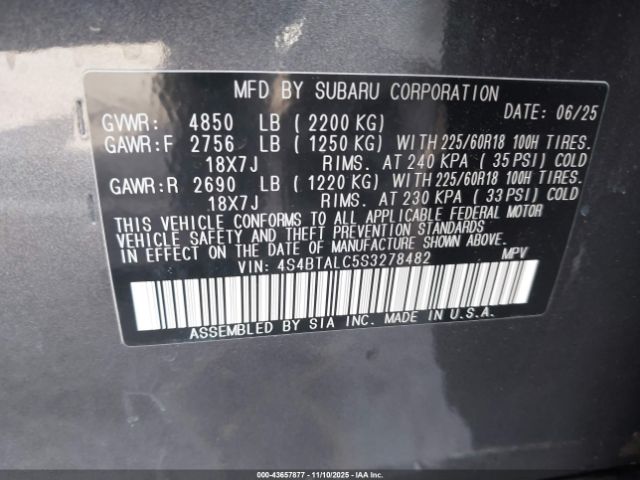 MFD BY SUBARU CORPORATION
DATE: 06/25
GVWR: 4850 LB ( 2200 KG)
GAWR:F 2756 LB ( 1250 KG) WITH 225/60R18 100H TIRES.
18X7J RIMS. AT 240 KPA ( 35 PSI) COLD
GAWR:R 2690 LB ( 1220 KG) WITH 225/60R18 100H TIRES.
18X7J RIMS. AT 230 KPA ( 33 PSI) COLD
THIS VEHICLE CONFORMS TO ALL APPLICABLE FEDERAL MOTOR
VEHICLE SAFETY AND THEFT PREVENTION STANDARDS
IN EFFECT ON THE DATE OF MANUFACTURE SHOWN ABOVE.
VIN: 4S4BTALC5S3278482 MPV
ASSEMBLED BY SIA INC. MADE IN U.S.A.
000-43657877 - 11/10/2025 - IAAI.COM